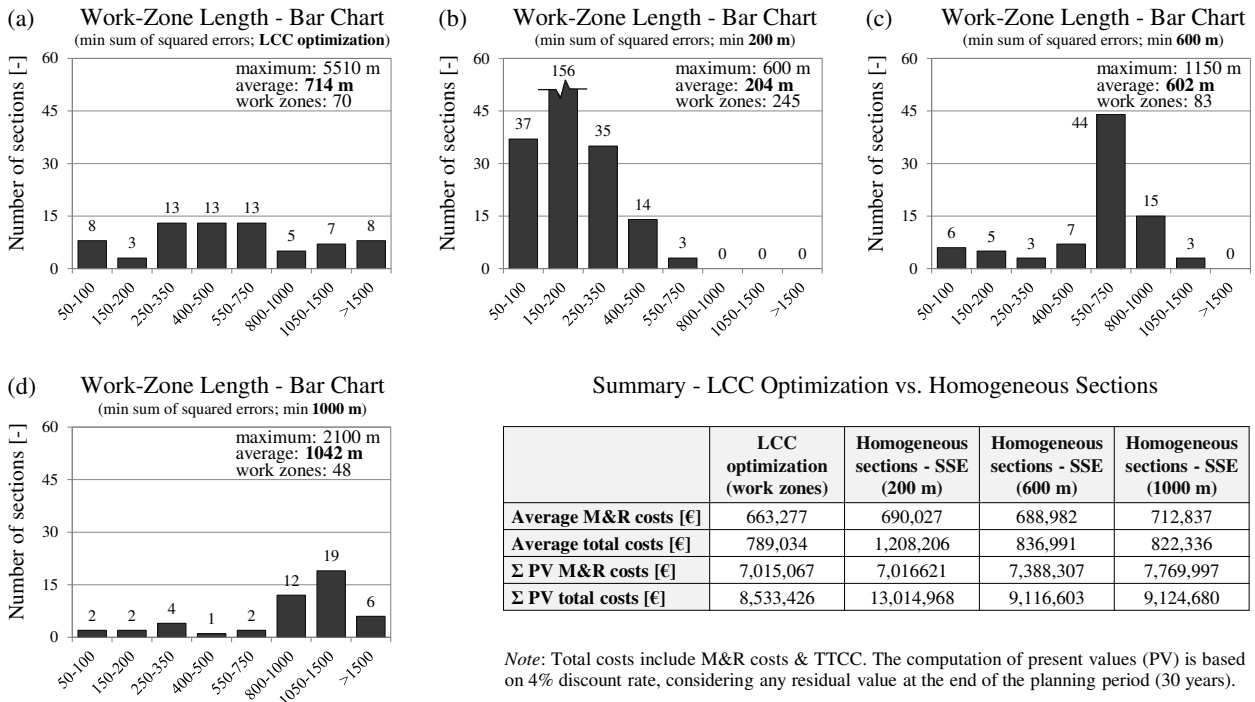 (a) Work-Zone Length - Bar Chart
(min sum of squared errors; LCC optimization)
Number of sections [-]
60
45
30
15
0
maximum: 5510 m
average: 714 m
work zones: 70
8
3
13
13
13
5
7
8
50-100
150-200
250-350
400-500
550-750
800-1000
1050-1500
>1500
(b) Work-Zone Length - Bar Chart
(min sum of squared errors; min 200 m)
Number of sections [-]
60
45
30
15
0
maximum: 600 m
average: 204 m
work zones: 245
37
156
35
14
3
0
0
0
50-100
150-200
250-350
400-500
550-750
800-1000
1050-1500
>1500
(c) Work-Zone Length - Bar Chart
(min sum of squared errors; min 600 m)
Number of sections [-]
60
45
30
15
0
maximum: 1150 m
average: 602 m
work zones: 83
6
5
3
7
44
15
3
0
50-100
150-200
250-350
400-500
550-750
800-1000
1050-1500
>1500
(d) Work-Zone Length - Bar Chart
(min sum of squared errors; min 1000 m)
Number of sections [-]
60
45
30
15
0
maximum: 2100 m
average: 1042 m
work zones: 48
2
2
4
1
2
12
19
6
50-100
150-200
250-350
400-500
550-750
800-1000
1050-1500
>1500
Summary - LCC Optimization vs. Homogeneous Sections
LCC optimization (work zones) Homogeneous sections - SSE (200 m) Homogeneous sections - SSE (600 m) Homogeneous sections - SSE (1000 m)
Average M&R costs [€] 663,277 690,027 688,982 712,837
Average total costs [€] 789,034 1,208,206 836,991 822,336
Σ PV M&R costs [€] 7,015,067 7,016621 7,388,307 7,769,997
Σ PV total costs [€] 8,533,426 13,014,968 9,116,603 9,124,680
Note: Total costs include M&R costs & TTCC. The computation of present values (PV) is based
on 4% discount rate, considering any residual value at the end of the planning period (30 years).